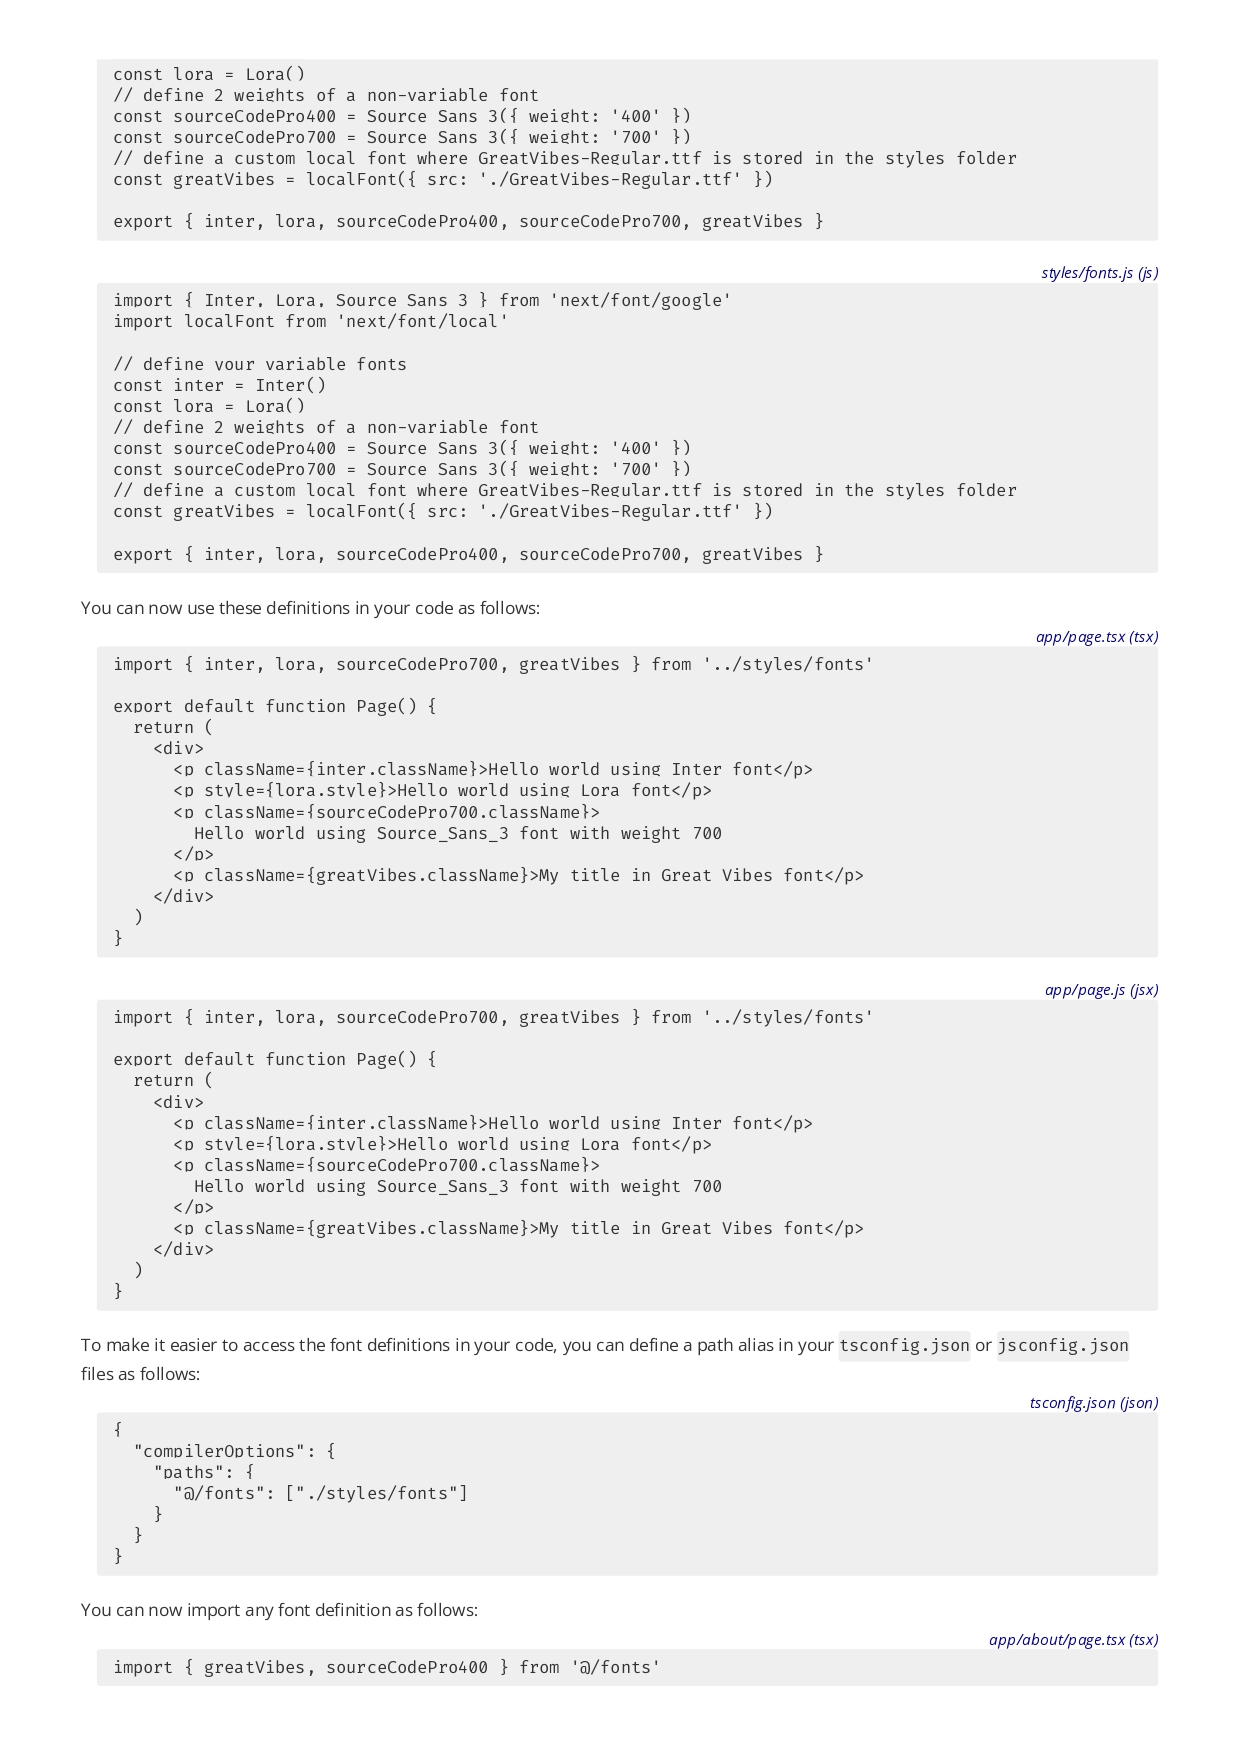 const lora = Lora()
// define 2 weights of a non-variable font
const sourceCodePro400 = Source_Sans_3({ weight: '400' })
const sourceCodePro700 = Source_Sans_3({ weight: '700' })
// define a custom local font where GreatVibes-Regular.ttf is stored in the styles folder
const greatVibes = localFont({ src: './GreatVibes-Regular.ttf' })

export { inter, lora, sourceCodePro400, sourceCodePro700, greatVibes }

styles/fonts.js (js)
import { Inter, Lora, Source_Sans_3 } from 'next/font/google'
import localFont from 'next/font/local'

// define your variable fonts
const inter = Inter()
const lora = Lora()
// define 2 weights of a non-variable font
const sourceCodePro400 = Source_Sans_3({ weight: '400' })
const sourceCodePro700 = Source_Sans_3({ weight: '700' })
// define a custom local font where GreatVibes-Regular.ttf is stored in the styles folder
const greatVibes = localFont({ src: './GreatVibes-Regular.ttf' })

export { inter, lora, sourceCodePro400, sourceCodePro700, greatVibes }

You can now use these definitions in your code as follows:
app/page.tsx (tsx)
import { inter, lora, sourceCodePro700, greatVibes } from '../styles/fonts'

export default function Page() {
  return (
    <div>
      <p className={inter.className}>Hello world using Inter font</p>
      <p style={lora.style}>Hello world using Lora font</p>
      <p className={sourceCodePro700.className}>
        Hello world using Source_Sans_3 font with weight 700
      </p>
      <p className={greatVibes.className}>My title in Great Vibes font</p>
    </div>
  )
}

app/page.js (jsx)
import { inter, lora, sourceCodePro700, greatVibes } from '../styles/fonts'

export default function Page() {
  return (
    <div>
      <p className={inter.className}>Hello world using Inter font</p>
      <p style={lora.style}>Hello world using Lora font</p>
      <p className={sourceCodePro700.className}>
        Hello world using Source_Sans_3 font with weight 700
      </p>
      <p className={greatVibes.className}>My title in Great Vibes font</p>
    </div>
  )
}

To make it easier to access the font definitions in your code, you can define a path alias in your tsconfig.json or jsconfig.json
files as follows:
tsconfig.json (json)
{
  "compilerOptions": {
    "paths": {
      "@/fonts": ["./styles/fonts"]
    }
  }
}

You can now import any font definition as follows:
app/about/page.tsx (tsx)
import { greatVibes, sourceCodePro400 } from '@/fonts'